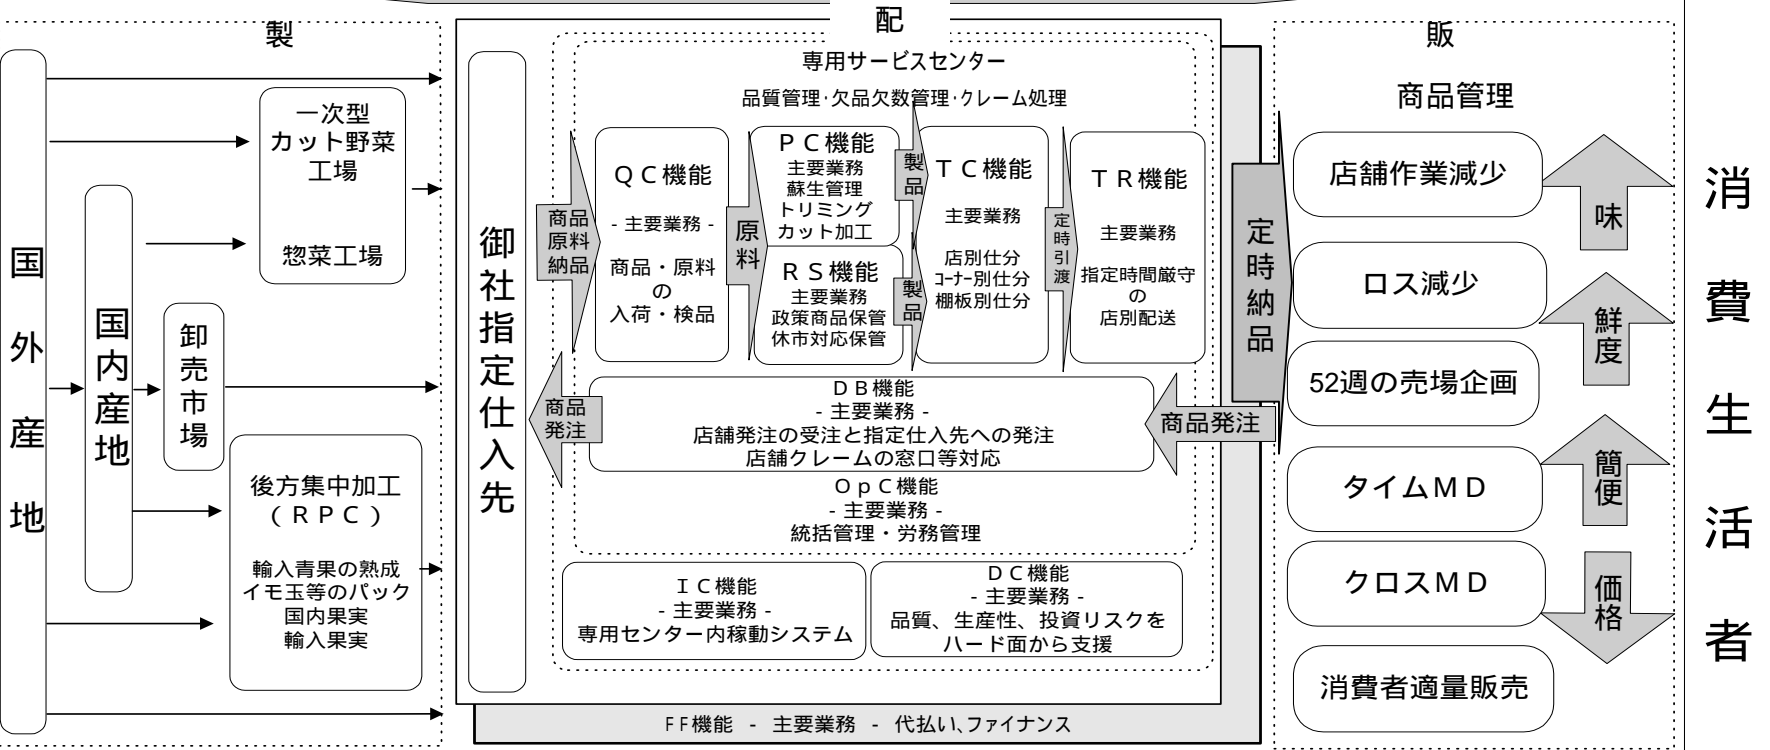 製
国外産地
国内産地
卸売市場
一次型
カット野菜
工場
惣菜工場
後方集中加工
(ＲＰＣ)
輸入青果の熟成
イモ玉等のパック
国内果実
輸入果実
配
御社指定仕入先
専用サービスセンター
品質管理･欠品欠数管理･クレーム処理
商品
原料
納品
ＱＣ機能
- 主要業務 -
商品・原料
の
入荷・検品
原料
ＰＣ機能
主要業務
蘇生管理
トリミング
カット加工
ＲＳ機能
主要業務
政策商品保管
休市対応保管
製品
製品
ＴＣ機能
主要業務
店別仕分
ｺｰﾅｰ別仕分
棚板別仕分
定時引渡
ＴＲ機能
主要業務
指定時間厳守
の
店別配送
商品
発注
ＤＢ機能
- 主要業務 -
店舗発注の受注と指定仕入先への発注
店舗クレームの窓口等対応
商品発注
ＯｐＣ機能
- 主要業務 -
統括管理・労務管理
ＩＣ機能
- 主要業務 -
専用センター内稼動システム
ＤＣ機能
- 主要業務 -
品質、生産性、投資リスクを
ハード面から支援
ＦＦ機能 - 主要業務 - 代払い､ファイナンス
定時納品
販
商品管理
店舗作業減少
ロス減少
52週の売場企画
タイムＭＤ
クロスＭＤ
消費者適量販売
味
鮮度
簡便
価格
消費生活者